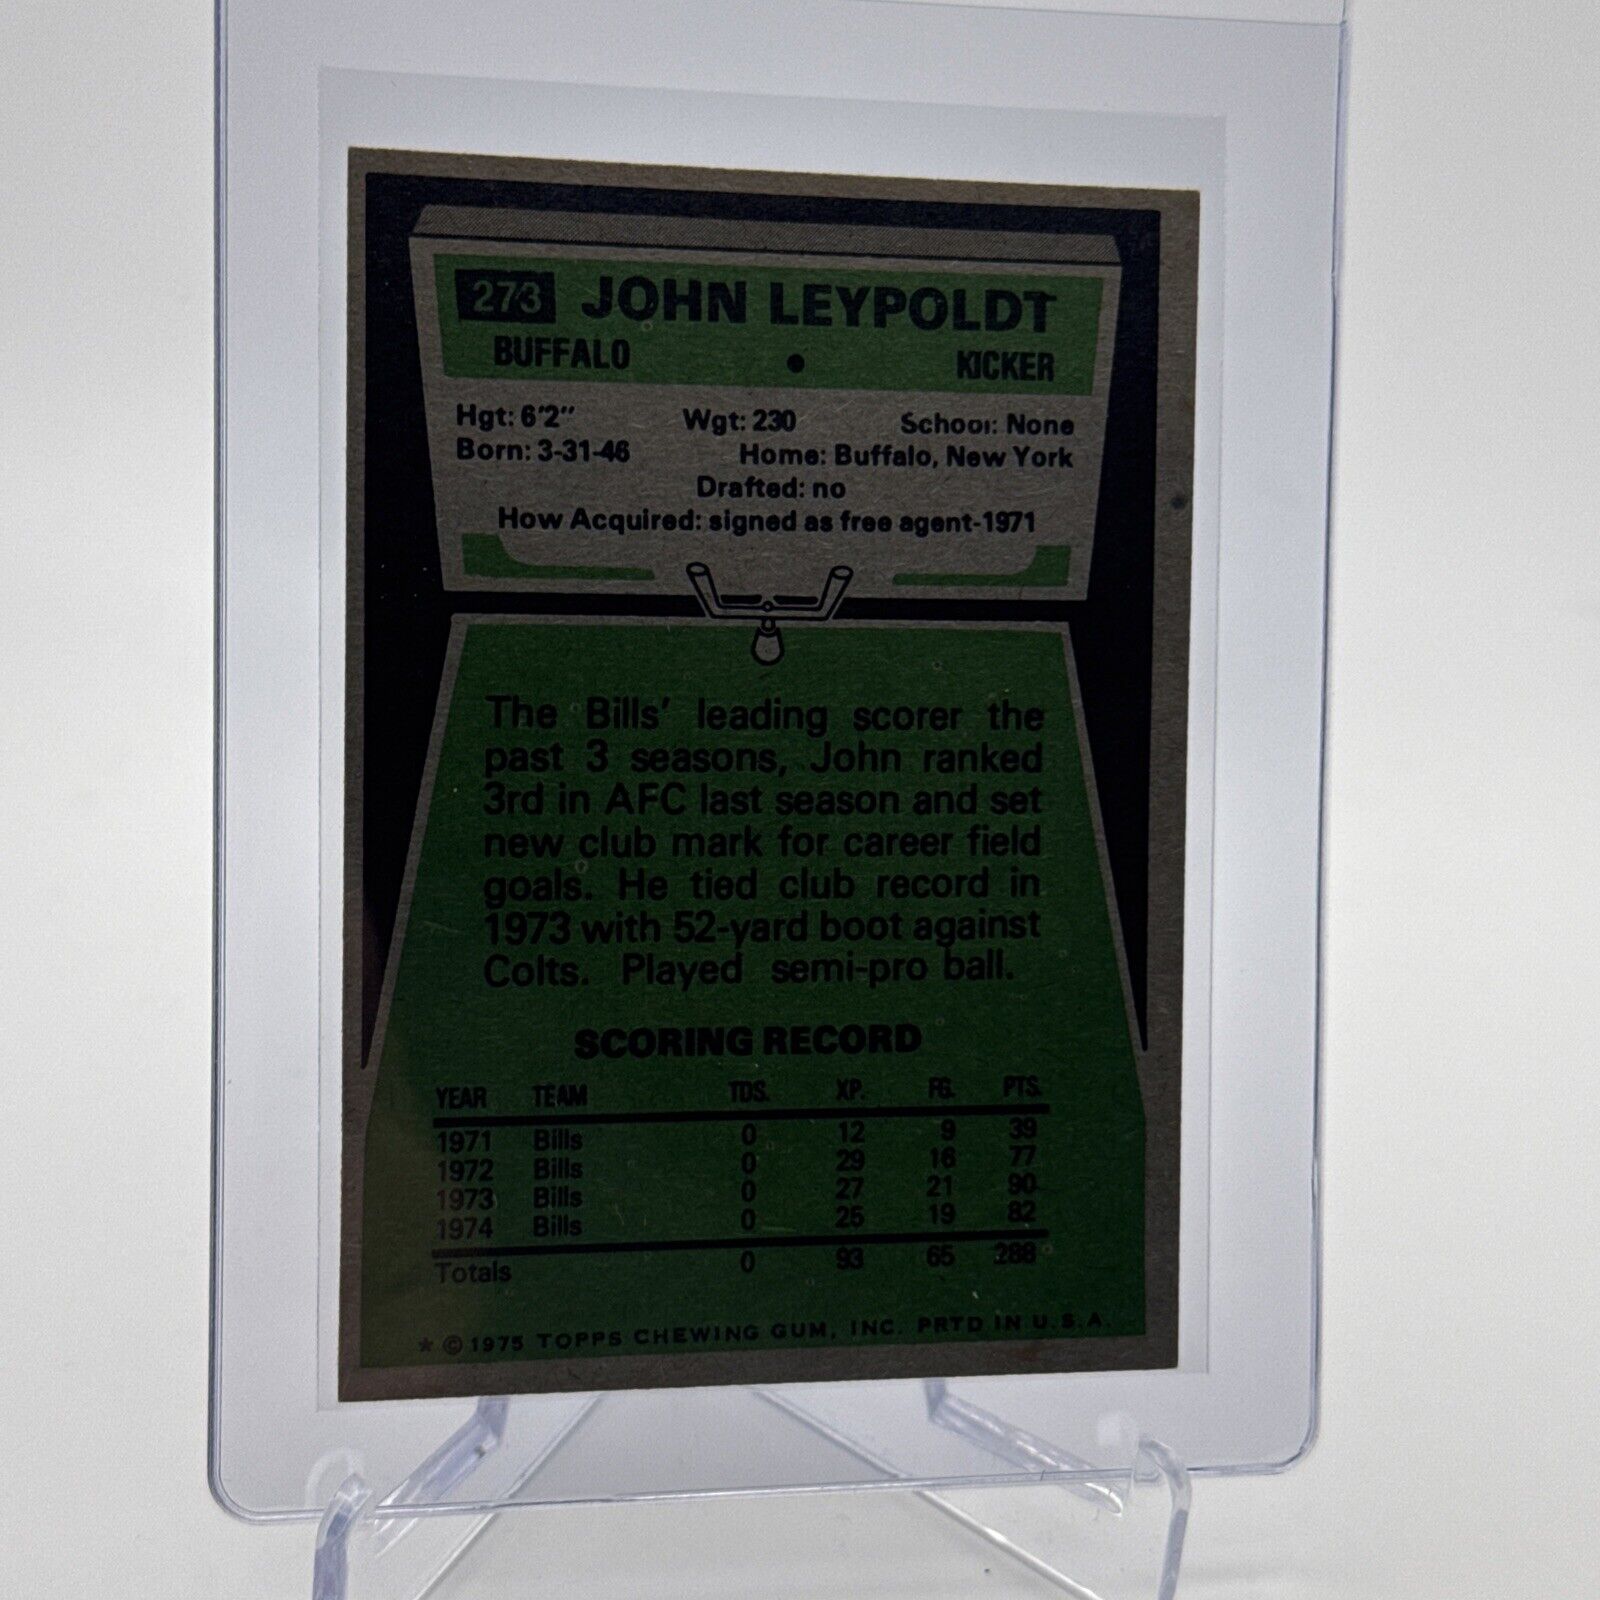 273 JOHN LEYPOLDT
BUFFALO • KICKER
Hgt: 6'2" Wgt: 230 School: None
Born: 3-31-46 Home: Buffalo, New York
Drafted: no
How Acquired: signed as free agent-1971
The Bills' leading scorer the
past 3 seasons, John ranked
3rd in AFC last season and set
new club mark for career field
goals. He tied club record in
1973 with 52-yard boot against
Colts. Played semi-pro ball.
SCORING RECORD
YEAR TEAM TDS. XP. FG. PTS.
1971 Bills 0 12 9 39
1972 Bills 0 29 16 77
1973 Bills 0 27 21 90
1974 Bills 0 25 19 82
Totals 0 93 65 288
* © 1975 TOPPS CHEWING GUM, INC. PRTD IN U.S.A.